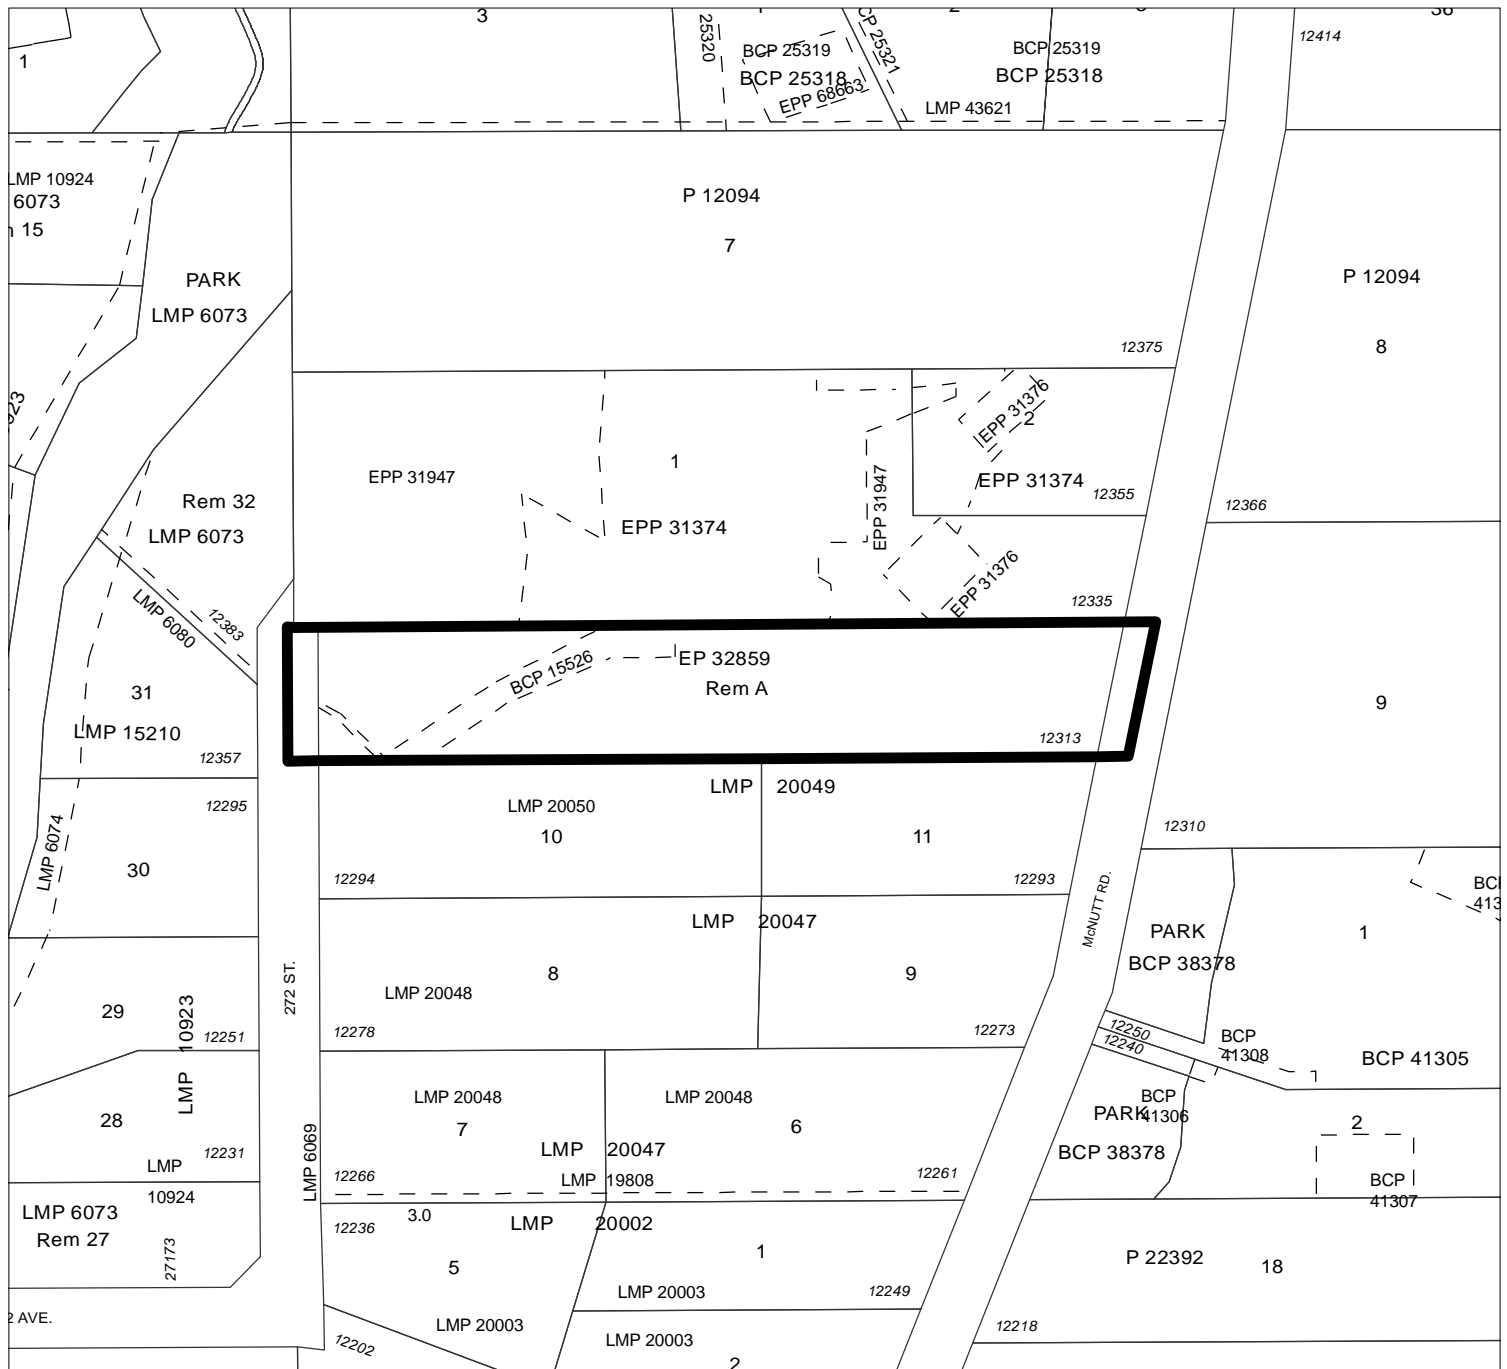 3
36
12414
25320
BCP 25319
BCP 25318
EPP 68663
CP 25321
BCP 25319
BCP 25318
LMP 43621
1
LMP 10924
6073
15
PARK
LMP 6073
P 12094
7
12375
P 12094
8
12366
EPP 31947
1
EPP 31374
EPP 31947
EPP 31376
2
EPP 31374
12355
EPP 31376
12335
Rem 32
LMP 6073
LMP 6080
12383
31
LMP 15210
12357
BCP 15526
EP 32859
Rem A
12313
9
12310
12295
30
LMP 6074
LMP 20049
LMP 20050
10
11
12294
12293
McNUTT RD.
LMP 20047
8
9
LMP 20048
12278
12273
272 ST.
29
12251
LMP 10923
28
12231
LMP
10924
LMP 6073
Rem 27
27173
2 AVE.
LMP 6069
PARK
BCP 38378
1
BCP 41305
12250
12240
BCP
41308
BCP
41306
PARK
BCP 38378
2
BCP
41307
LMP 20048
7
LMP 20048
6
LMP 20047
LMP 19808
12266
12261
3.0
12236
LMP 20002
5
1
LMP 20003
12249
LMP 20003
LMP 20003
2
12202
P 22392
18
12218